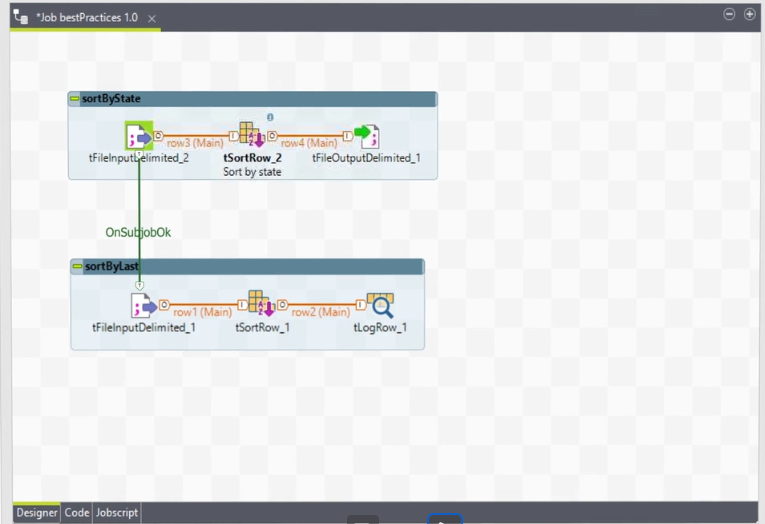 *Job bestPractices 1.0
sortByState
row3 (Main)
row4 (Main)
tFileInputDelimited_2
tSortRow_2
tFileOutputDelimited_1
Sort by state
OnSubjobOk
sortByLast
row1 (Main)
row2 (Main)
tFileInputDelimited_1
tSortRow_1
tLogRow_1
Designer Code Jobscript